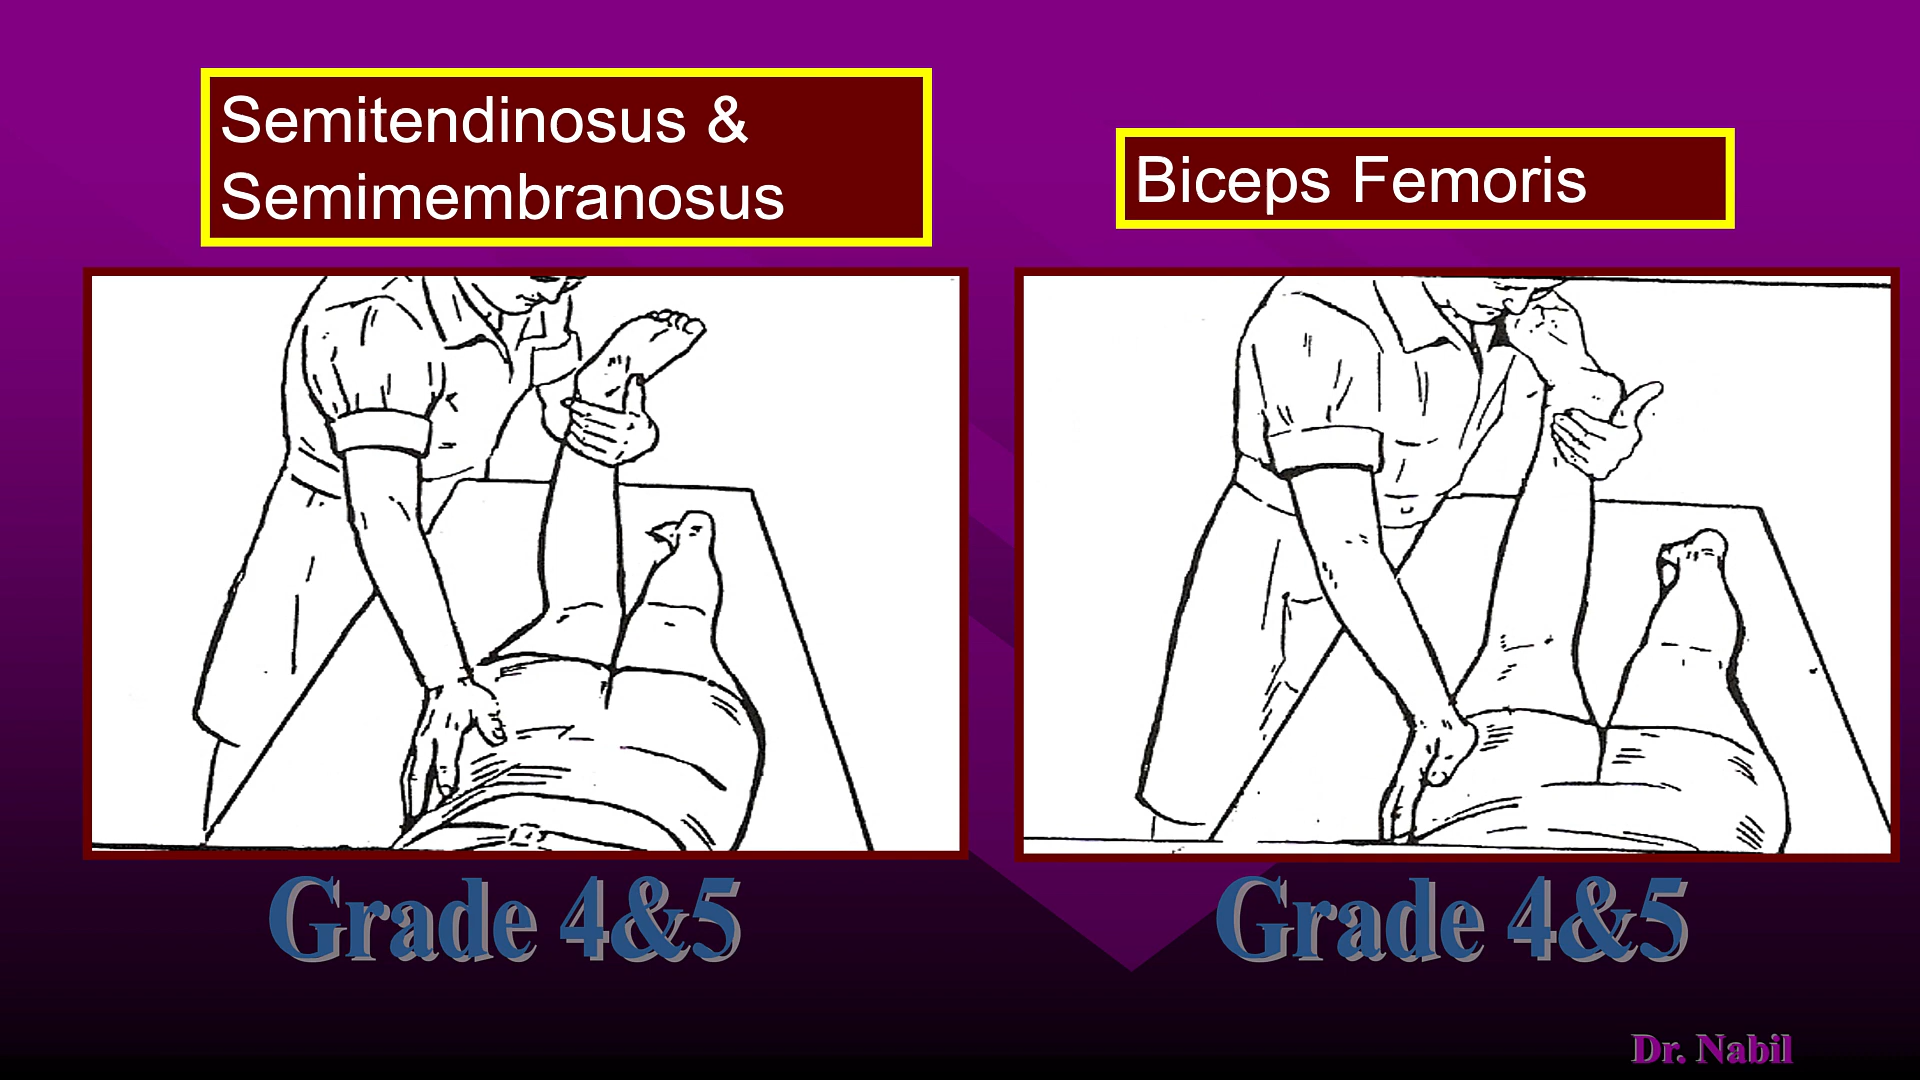 Semitendinosus &
Semimembranosus
Biceps Femoris
Grade 4&5
Grade 4&5
Dr. Nabil